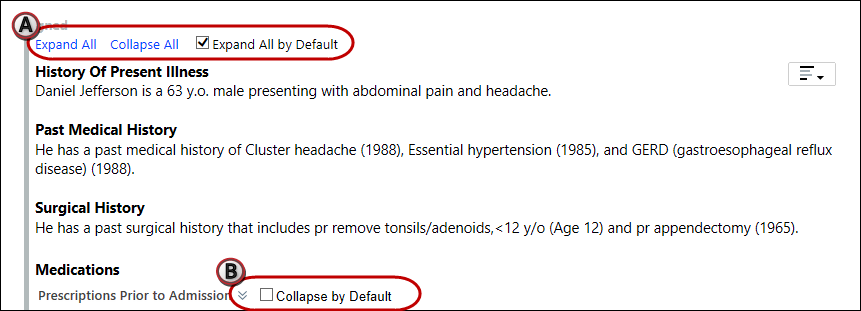 A
Expand All Collapse All Expand All by Default
History Of Present Illness
Daniel Jefferson is a 63 y.o. male presenting with abdominal pain and headache.
Past Medical History
He has a past medical history of Cluster headache (1988), Essential hypertension (1985), and GERD (gastroesophageal reflux
disease) (1988).
Surgical History
He has a past surgical history that includes pr remove tonsils/adenoids,<12 y/o (Age 12) and pr appendectomy (1965).
Medications
B
Prescriptions Prior to Admission Collapse by Default